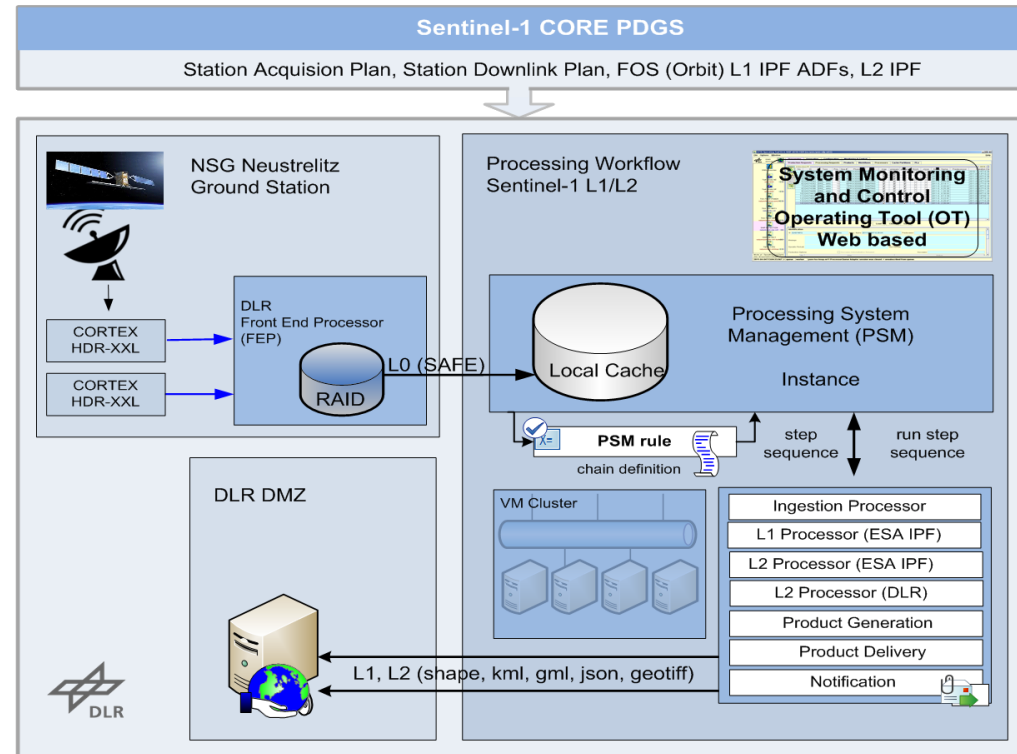 Sentinel-1 CORE PDGS
Station Acquision Plan, Station Downlink Plan, FOS (Orbit) L1 IPF ADFs, L2 IPF
NSG Neustrelitz
Ground Station
CORTEX
HDR-XXL
CORTEX
HDR-XXL
DLR
Front End Processor
(FEP)
RAID
L0 (SAFE)
Processing Workflow
Sentinel-1 L1/L2
System Monitoring
and Control
Operating Tool (OT)
Web based
Local Cache
Processing System
Management (PSM)
Instance
X=
PSM rule
chain definition
step
sequence
run step
sequence
VM Cluster
Ingestion Processor
L1 Processor (ESA IPF)
L2 Processor (ESA IPF)
L2 Processor (DLR)
Product Generation
Product Delivery
Notification
DLR DMZ
L1, L2 (shape, kml, gml, json, geotiff)
DLR